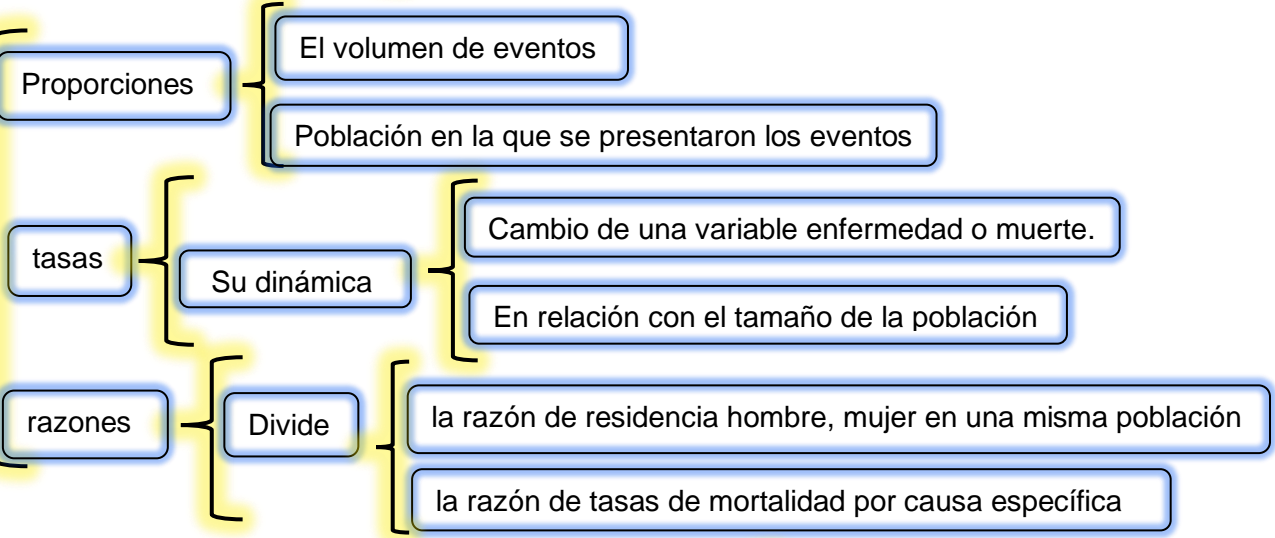 Proporciones
El volumen de eventos
Población en la que se presentaron los eventos
tasas
Su dinámica
Cambio de una variable enfermedad o muerte.
En relación con el tamaño de la población
razones
Divide
la razón de residencia hombre, mujer en una misma población
la razón de tasas de mortalidad por causa específica